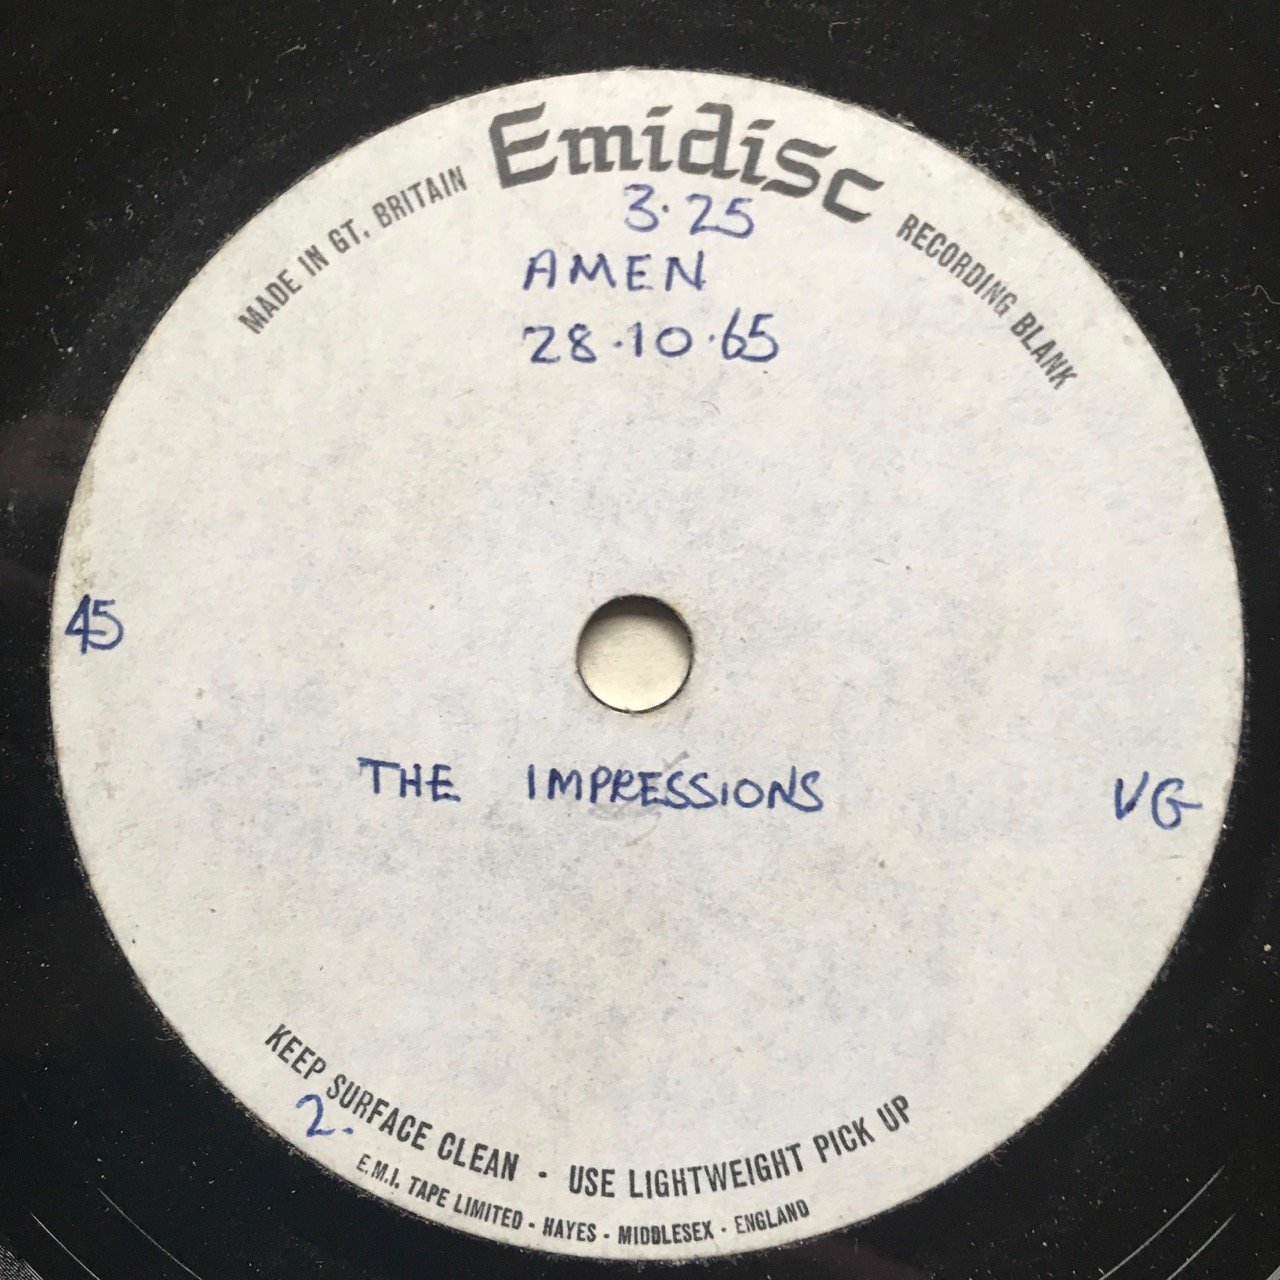 Emidisc
MADE IN GT. BRITAIN
RECORDING BLANK
3.25
AMEN
28.10.65
45
THE IMPRESSIONS
VG
KEEP SURFACE CLEAN - USE LIGHTWEIGHT PICK UP
2.
E.M.I. TAPE LIMITED - HAYES - MIDDLESEX - ENGLAND